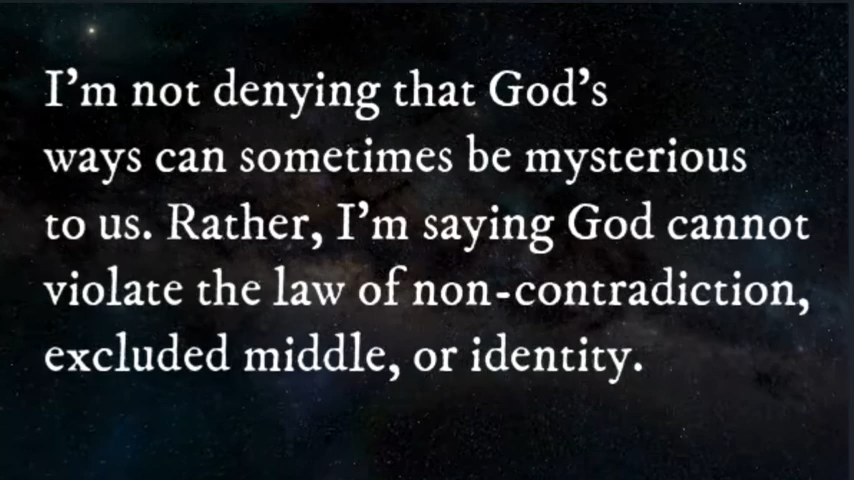 I'm not denying that God's
ways can sometimes be mysterious
to us. Rather, I'm saying God cannot
violate the law of non-contradiction,
excluded middle, or identity.